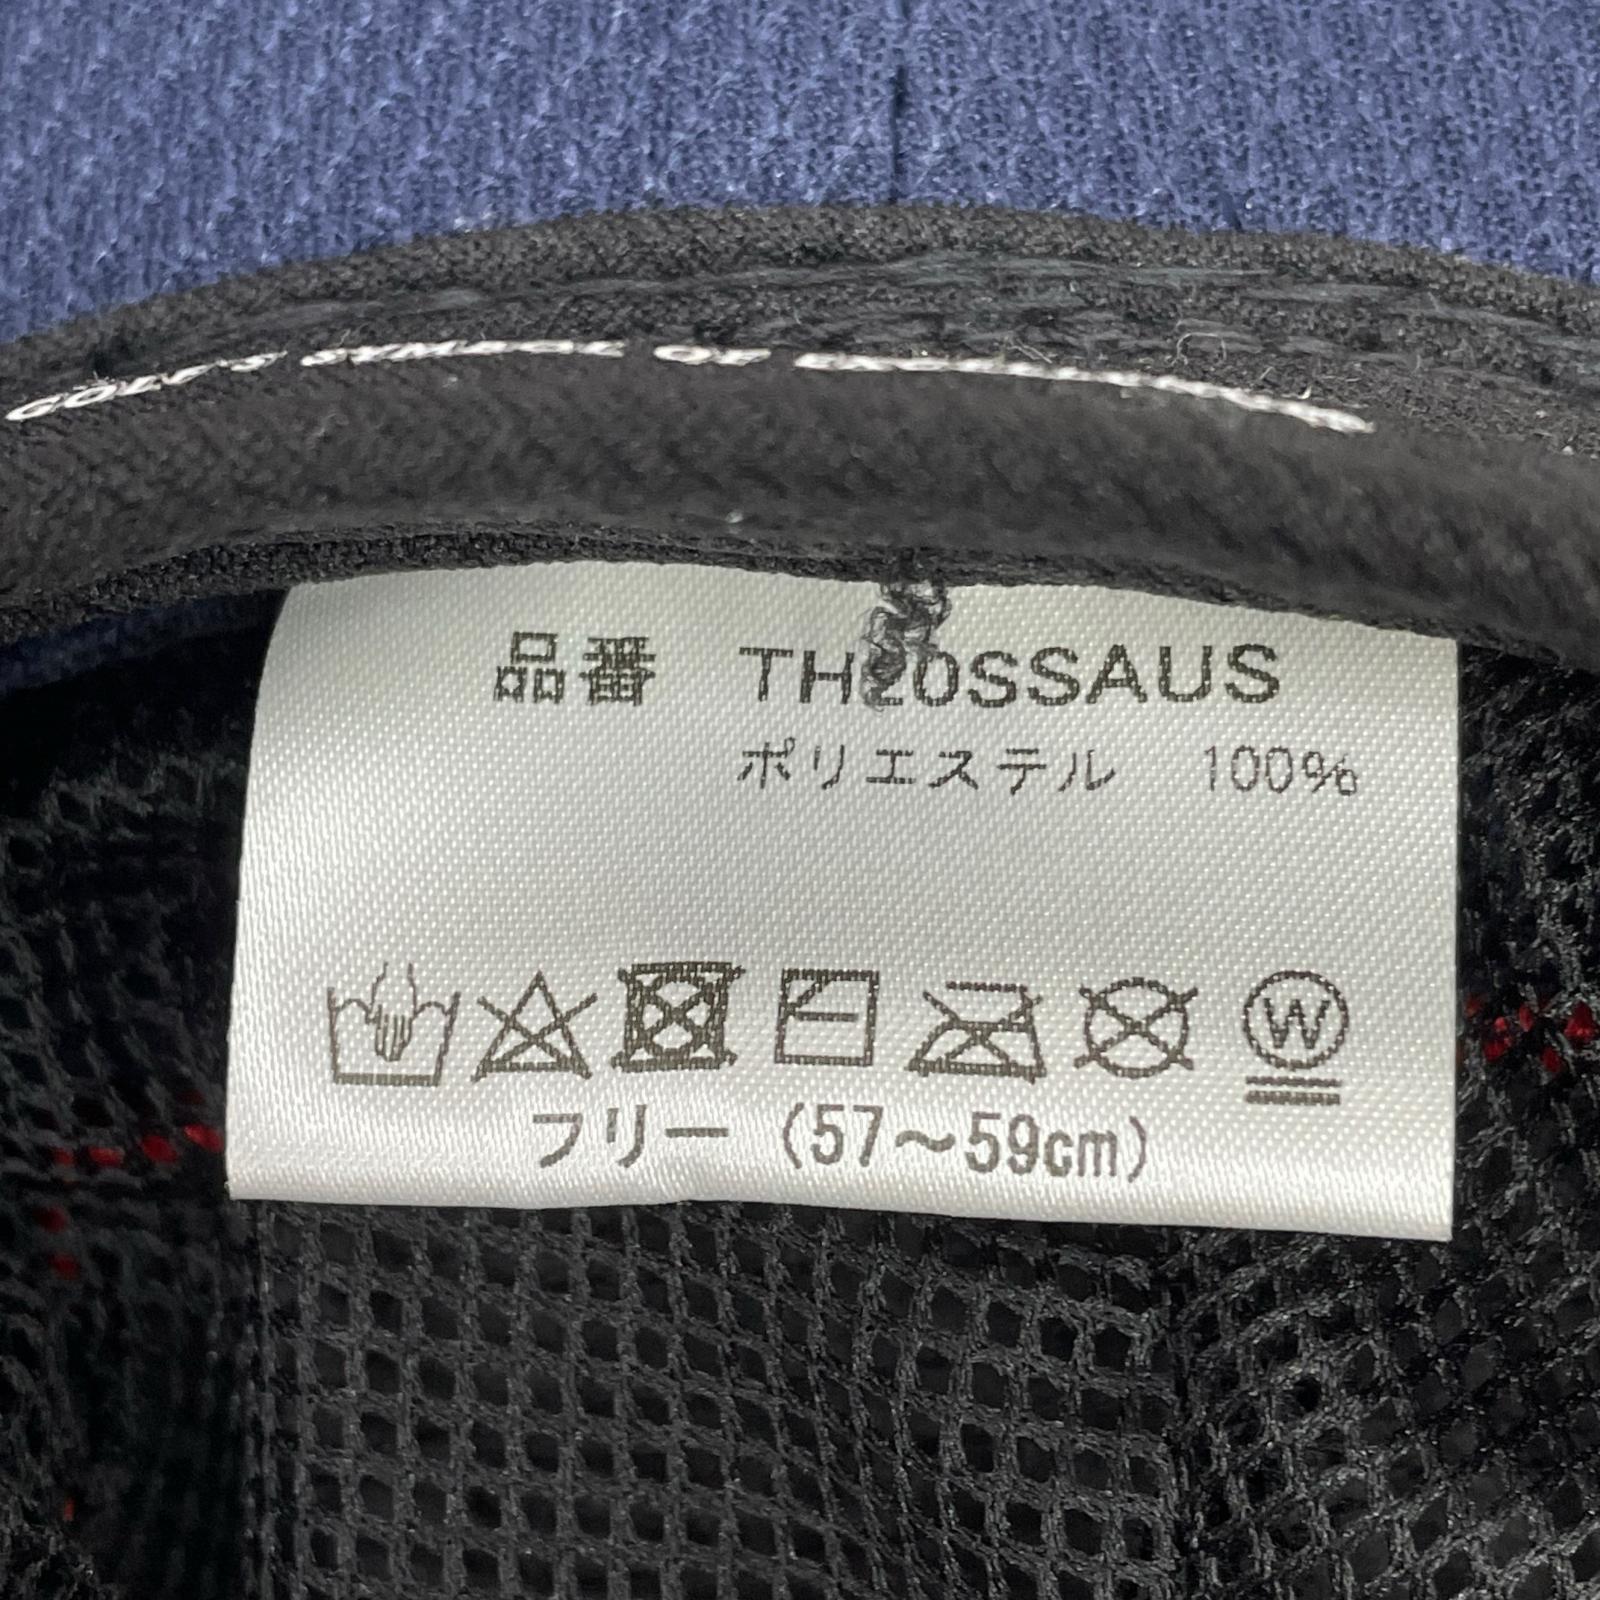 GOLF'S SYMBOL OF EXCELLENCE
品番 TH20SSAUS
ポリエステル 100%
W
フリー (57～59cm)